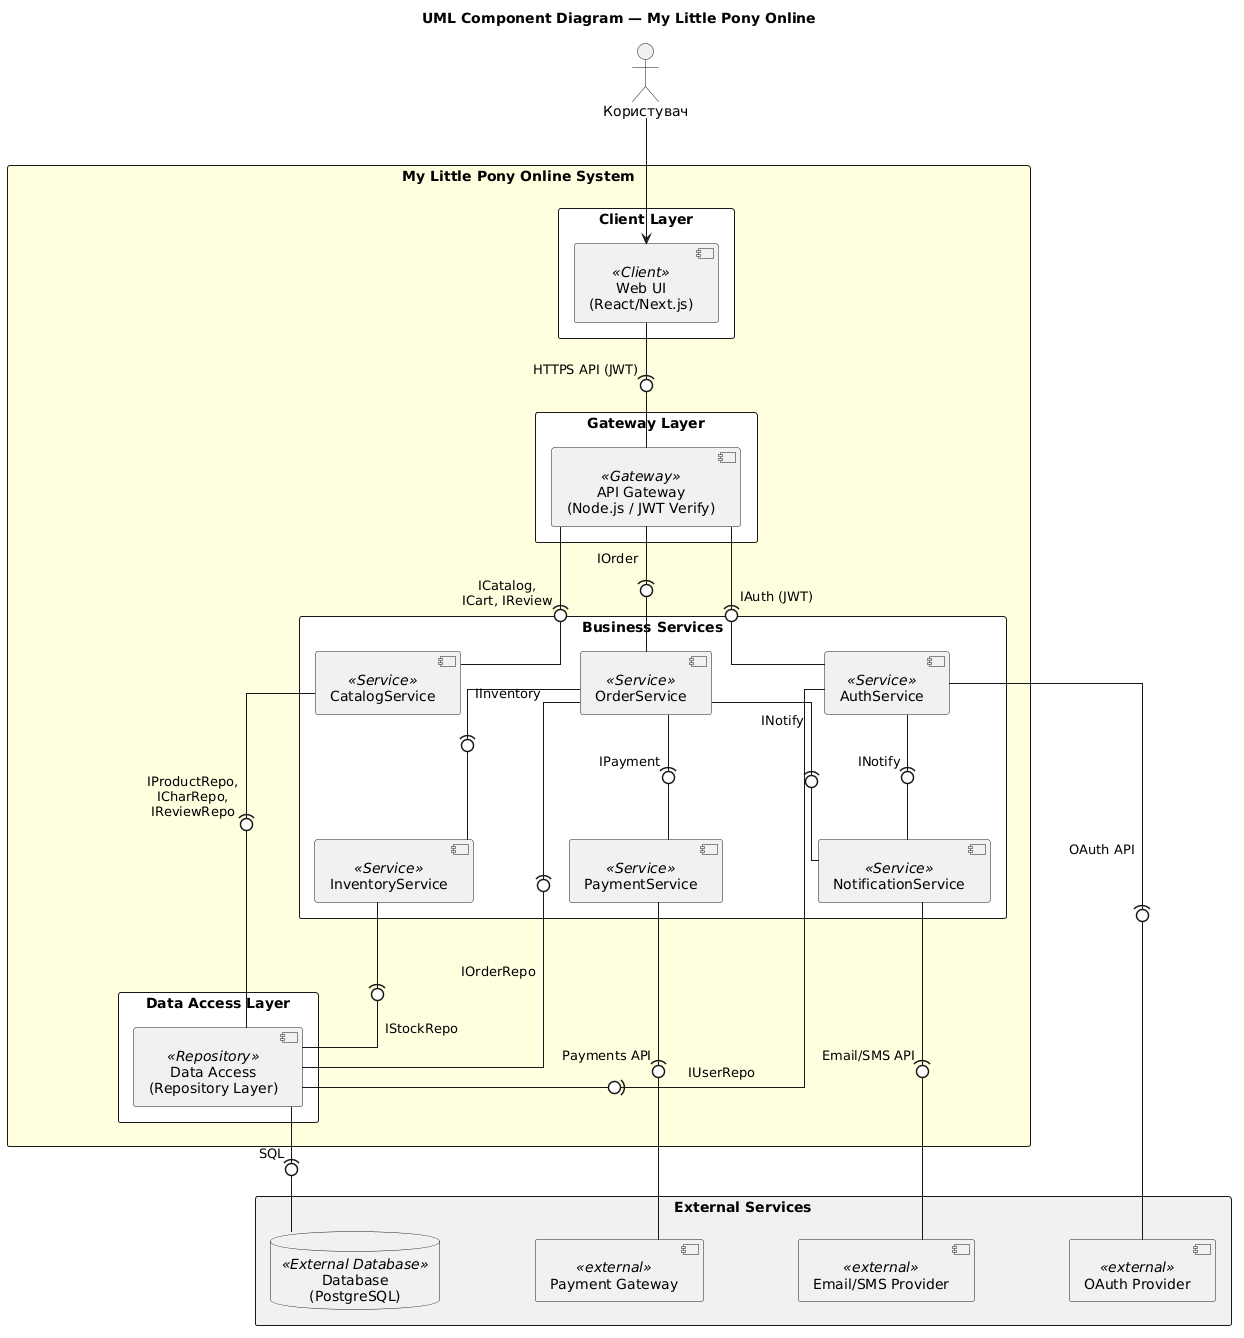 UML Component Diagram — My Little Pony Online
Користувач
My Little Pony Online System
Client Layer
«Client»
Web UI
(React/Next.js)
HTTPS API (JWT)
Gateway Layer
«Gateway»
API Gateway
(Node.js / JWT Verify)
IOrder
ICatalog,
ICart, IReview
IAuth (JWT)
Business Services
«Service»
CatalogService
IInventory
«Service»
OrderService
«Service»
AuthService
INotify
IPayment
INotify
IProductRepo,
ICharRepo,
IReviewRepo
OAuth API
«Service»
InventoryService
«Service»
PaymentService
«Service»
NotificationService
IOrderRepo
Data Access Layer
«Repository»
Data Access
(Repository Layer)
IStockRepo
Payments API
IUserRepo
Email/SMS API
SQL
External Services
«External Database»
Database
(PostgreSQL)
«external»
Payment Gateway
«external»
Email/SMS Provider
«external»
OAuth Provider